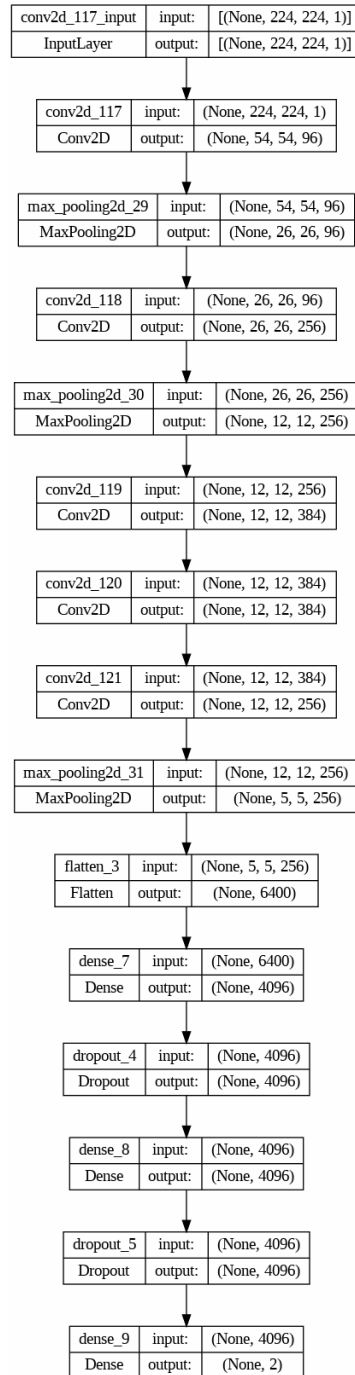 conv2d_117_input input: [(None, 224, 224, 1)]
InputLayer output: [(None, 224, 224, 1)]
conv2d_117 input: (None, 224, 224, 1)
Conv2D output: (None, 54, 54, 96)
max_pooling2d_29 input: (None, 54, 54, 96)
MaxPooling2D output: (None, 26, 26, 96)
conv2d_118 input: (None, 26, 26, 96)
Conv2D output: (None, 26, 26, 256)
max_pooling2d_30 input: (None, 26, 26, 256)
MaxPooling2D output: (None, 12, 12, 256)
conv2d_119 input: (None, 12, 12, 256)
Conv2D output: (None, 12, 12, 384)
conv2d_120 input: (None, 12, 12, 384)
Conv2D output: (None, 12, 12, 384)
conv2d_121 input: (None, 12, 12, 384)
Conv2D output: (None, 12, 12, 256)
max_pooling2d_31 input: (None, 12, 12, 256)
MaxPooling2D output: (None, 5, 5, 256)
flatten_3 input: (None, 5, 5, 256)
Flatten output: (None, 6400)
dense_7 input: (None, 6400)
Dense output: (None, 4096)
dropout_4 input: (None, 4096)
Dropout output: (None, 4096)
dense_8 input: (None, 4096)
Dense output: (None, 4096)
dropout_5 input: (None, 4096)
Dropout output: (None, 4096)
dense_9 input: (None, 4096)
Dense output: (None, 2)